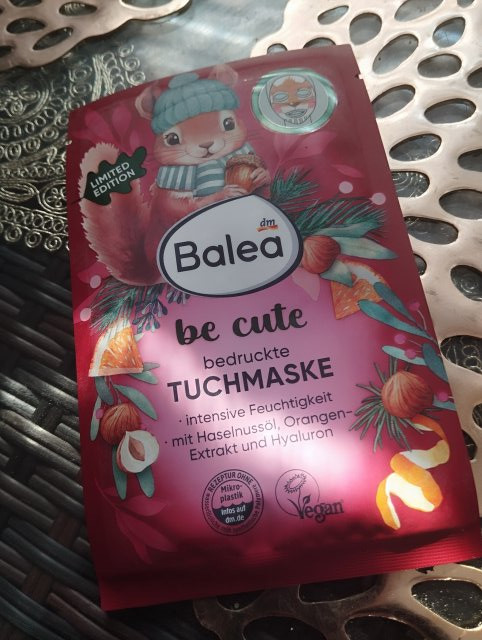 LIMITED
EDITION
dm
Balea
be cute
bedruckte
TUCHMASKE
· intensive Feuchtigkeit
· mit Haselnussöl, Orangen-
Extrakt und Hyaluron
REZEPTUR OHNE
Mikro-
plastik
Infos auf
dm.de
Vegan